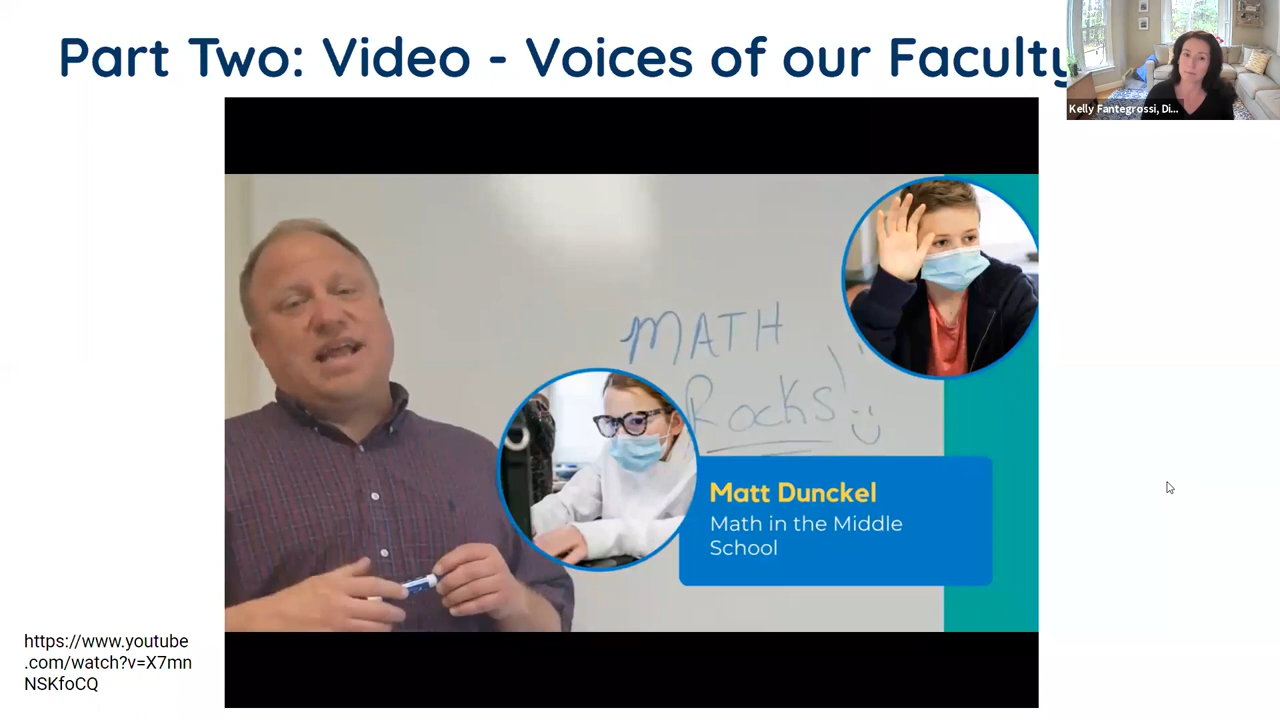 Part Two: Video - Voices of our Faculty
Kelly Fantegrossi, Di...
MATH
Rocks!
Matt Dunckel
Math in the Middle
School
https://www.youtube
.com/watch?v=X7mn
NSKfoCQ